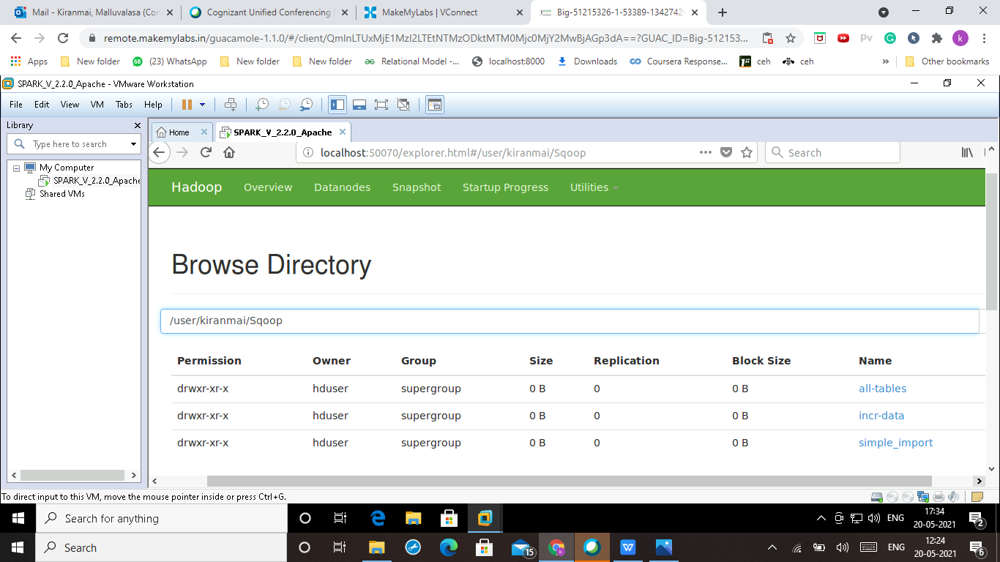 Mail - Kiranmai, Malluvalasa (Con
Cognizant Unified Conferencing
MakeMyLabs | VConnect
Big-51215326-1-53389-1342742
remote.makemylabs.in/guacamole-1.1.0/#/client/QmlnLTUxMjE1MzI2LTEtNTMzODktMTM0Mjc0MjY2MwBjAGp3dA==?GUAC_ID=Big-512153...
Pv
k
Apps
New folder
68
(23) WhatsApp
New folder
New folder
Relational Model -...
localhost:8000
Downloads
Coursera Response...
ceh
ceh
»
Other bookmarks
SPARK_V_2.2.0_Apache - VMware Workstation
File Edit View VM Tabs Help
Library
Home
SPARK_V_2.2.0_Apache
Type here to search
localhost:50070/explorer.html#/user/kiranmai/Sqoop
Search
My Computer
SPARK_V_2.2.0_Apache
Shared VMs
Hadoop Overview Datanodes Snapshot Startup Progress Utilities
Browse Directory
/user/kiranmai/Sqoop
Permission Owner Group Size Replication Block Size Name
drwxr-xr-x hduser supergroup 0 B 0 0 B all-tables
drwxr-xr-x hduser supergroup 0 B 0 0 B incr-data
drwxr-xr-x hduser supergroup 0 B 0 0 B simple_import
To direct input to this VM, move the mouse pointer inside or press Ctrl+G.
Search for anything
ENG
17:34
20-05-2021
2
Search
15
k
W
ENG
12:24
20-05-2021
6